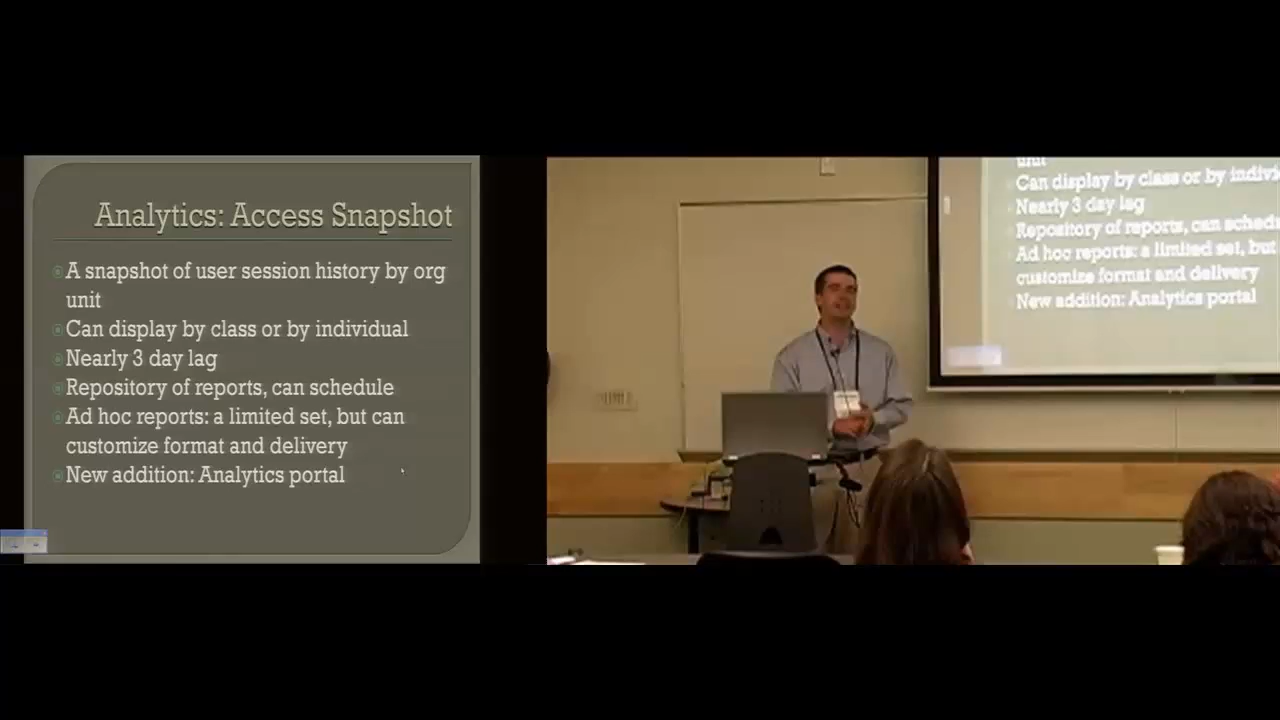 Analytics: Access Snapshot
A snapshot of user session history by org
unit
Can display by class or by individual
Nearly 3 day lag
Repository of reports, can schedule
Ad hoc reports: a limited set, but can
customize format and delivery
New addition: Analytics portal
unit
Can display by class or by indivi
Nearly 3 day lag
Repository of reports, can sched
Ad hoc reports: a limited set, but
customize format and delivery
New addition: Analytics portal